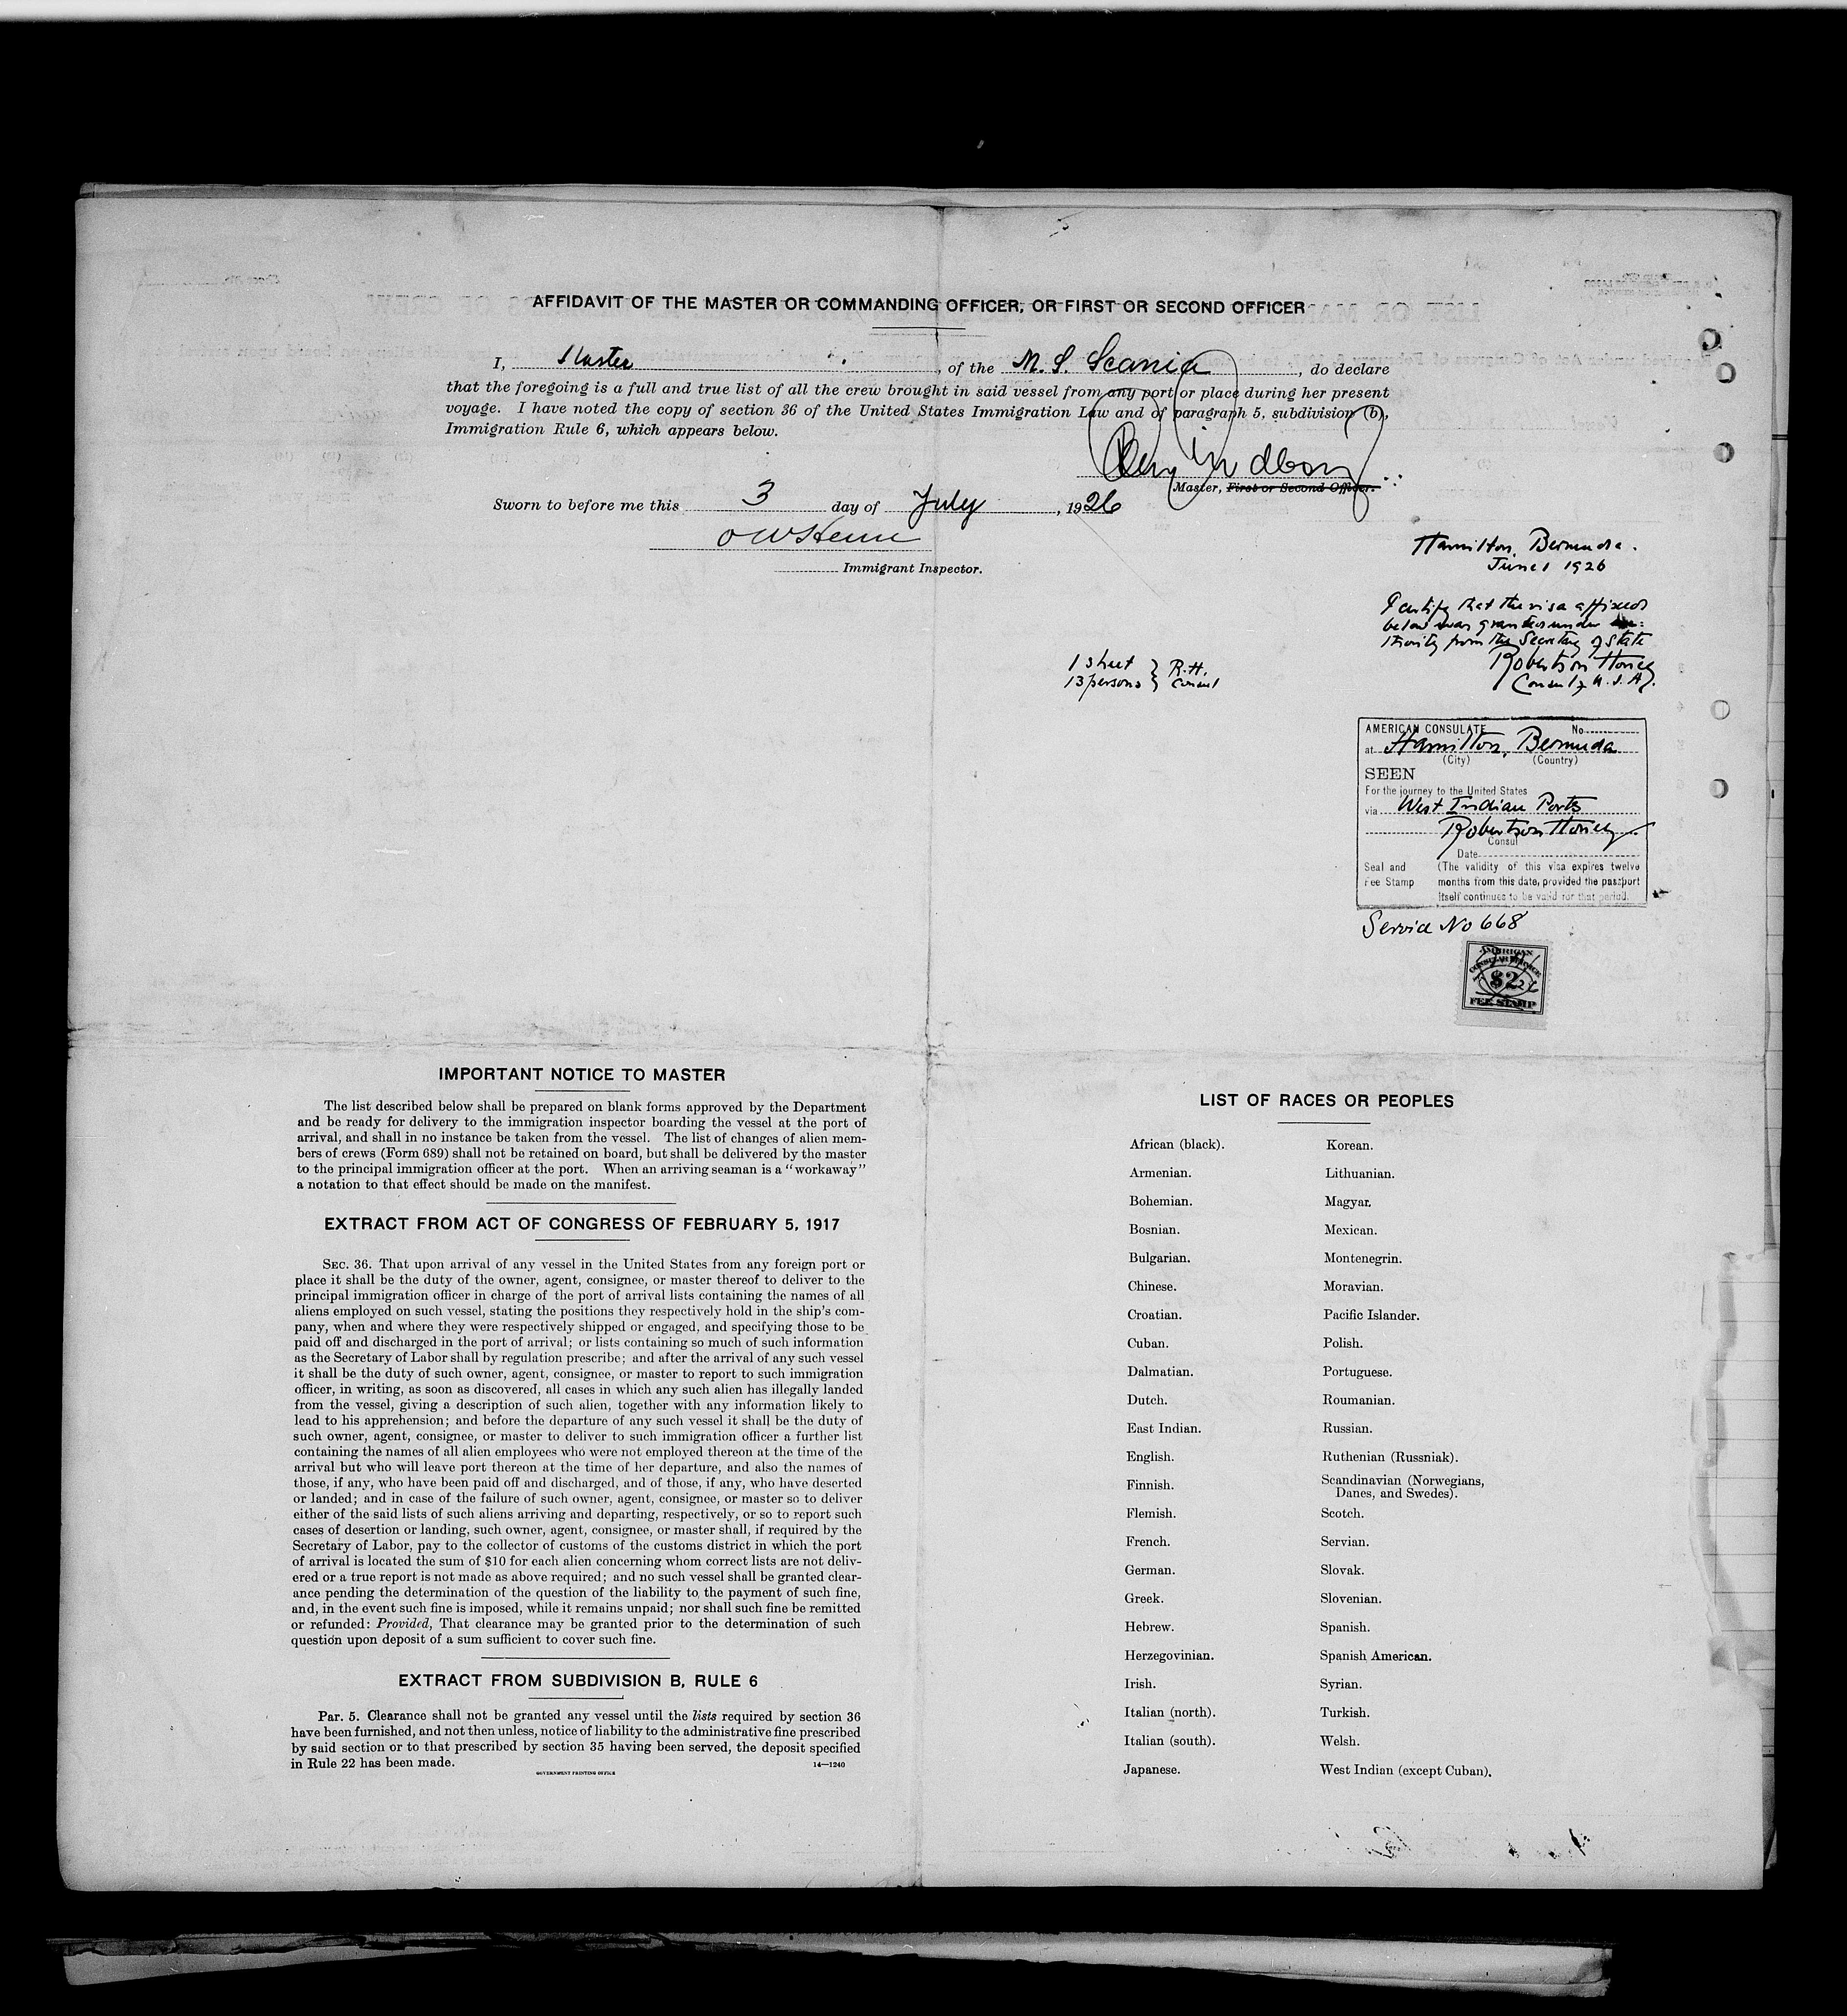 AFFIDAVIT OF THE MASTER OR COMMANDING OFFICER, OR FIRST OR SECOND OFFICER
I, Master, of the M. S. Scania, do declare
that the foregoing is a full and true list of all the crew brought in said vessel from any port or place during her present
voyage. I have noted the copy of section 36 of the United States Immigration Law and of paragraph 5, subdivision (b),
Immigration Rule 6, which appears below.
Master, First or Second Officer.
Sworn to before me this 3 day of July, 1926
Immigrant Inspector.
Hamilton, Bermuda.
June 1 1926
I certify that the visa affixed
below was granted under au-
thority from the Secretary of State
Robertson Honey
Consul of U.S.A.
1 sheet } R.H.
13 persons } Consul
AMERICAN CONSULATE No
at Hamilton, Bermuda
(City) (Country)
SEEN
For the journey to the United States
via West Indian Ports
Robertson Honey
Consul
Date
Seal and Fee Stamp
(The validity of this visa expires twelve
months from this date, provided the passport
itself continues to be valid for that period.
Service No 668
AMERICAN
CONSULAR SERVICE
$2
FEE STAMP
IMPORTANT NOTICE TO MASTER
The list described below shall be prepared on blank forms approved by the Department
and be ready for delivery to the immigration inspector boarding the vessel at the port of
arrival, and shall in no instance be taken from the vessel. The list of changes of alien mem-
bers of crews (Form 689) shall not be retained on board, but shall be delivered by the master
to the principal immigration officer at the port. When an arriving seaman is a "workaway"
a notation to that effect should be made on the manifest.
EXTRACT FROM ACT OF CONGRESS OF FEBRUARY 5, 1917
SEC. 36. That upon arrival of any vessel in the United States from any foreign port or
place it shall be the duty of the owner, agent, consignee, or master thereof to deliver to the
principal immigration officer in charge of the port of arrival lists containing the names of all
aliens employed on such vessel, stating the positions they respectively hold in the ship's com-
pany, when and where they were respectively shipped or engaged, and specifying those to be
paid off and discharged in the port of arrival; or lists containing so much of such information
as the Secretary of Labor shall by regulation prescribe; and after the arrival of any such vessel
it shall be the duty of such owner, agent, consignee, or master to report to such immigration
officer, in writing, as soon as discovered, all cases in which any such alien has illegally landed
from the vessel, giving a description of such alien, together with any information likely to
lead to his apprehension; and before the departure of any such vessel it shall be the duty of
such owner, agent, consignee, or master to deliver to such immigration officer a further list
containing the names of all alien employees who were not employed thereon at the time of the
arrival but who will leave port thereon at the time of her departure, and also the names of
those, if any, who have been paid off and discharged, and of those, if any, who have deserted
or landed; and in case of the failure of such owner, agent, consignee, or master so to deliver
either of the said lists of such aliens arriving and departing, respectively, or so to report such
cases of desertion or landing, such owner, agent, consignee, or master shall, if required by the
Secretary of Labor, pay to the collector of customs of the customs district in which the port
of arrival is located the sum of $10 for each alien concerning whom correct lists are not deliv-
ered or a true report is not made as above required; and no such vessel shall be granted clear-
ance pending the determination of the question of the liability to the payment of such fine,
and, in the event such fine is imposed, while it remains unpaid; nor shall such fine be remitted
or refunded: Provided, That clearance may be granted prior to the determination of such
question upon deposit of a sum sufficient to cover such fine.
EXTRACT FROM SUBDIVISION B, RULE 6
Par. 5. Clearance shall not be granted any vessel until the lists required by section 36
have been furnished, and not then unless, notice of liability to the administrative fine prescribed
by said section or to that prescribed by section 35 having been served, the deposit specified
in Rule 22 has been made.
14—1240
GOVERNMENT PRINTING OFFICE
LIST OF RACES OR PEOPLES
African (black).
Armenian.
Bohemian.
Bosnian.
Bulgarian.
Chinese.
Croatian.
Cuban.
Dalmatian.
Dutch.
East Indian.
English.
Finnish.
Flemish.
French.
German.
Greek.
Hebrew.
Herzegovinian.
Irish.
Italian (north).
Italian (south).
Japanese.
Korean.
Lithuanian.
Magyar.
Mexican.
Montenegrin.
Moravian.
Pacific Islander.
Polish.
Portuguese.
Roumanian.
Russian.
Ruthenian (Russniak).
Scandinavian (Norwegians,
Danes, and Swedes).
Scotch.
Servian.
Slovak.
Slovenian.
Spanish.
Spanish American.
Syrian.
Turkish.
Welsh.
West Indian (except Cuban).